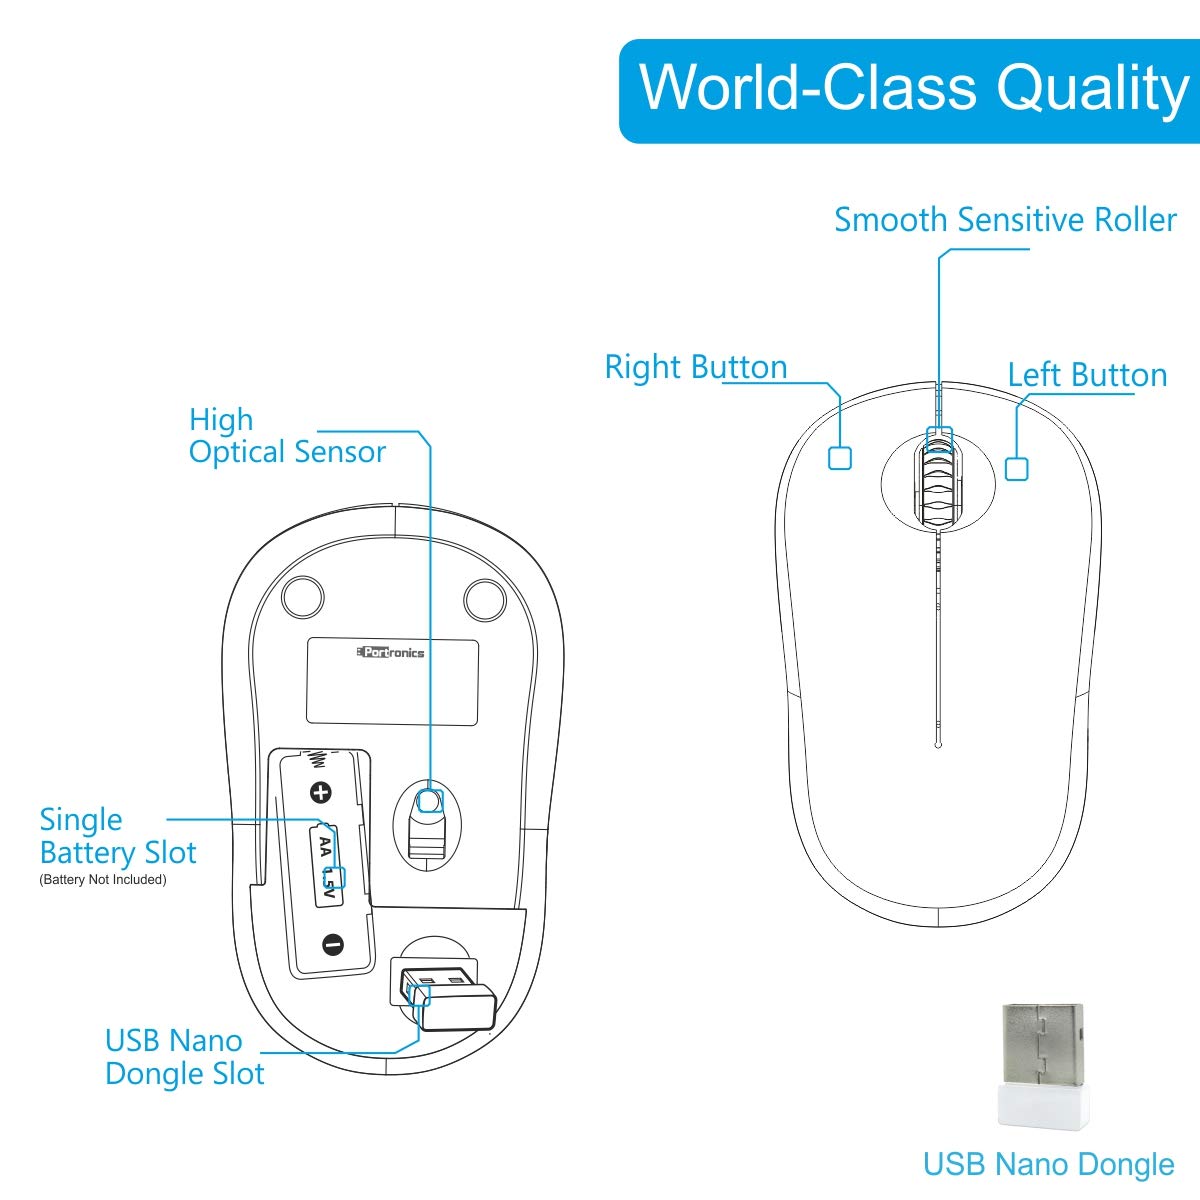 World-Class Quality
Smooth Sensitive Roller
Right Button
Left Button
High
Optical Sensor
Portronics
Single
Battery Slot
(Battery Not Included)
AA 1.5V
USB Nano
Dongle Slot
USB Nano Dongle